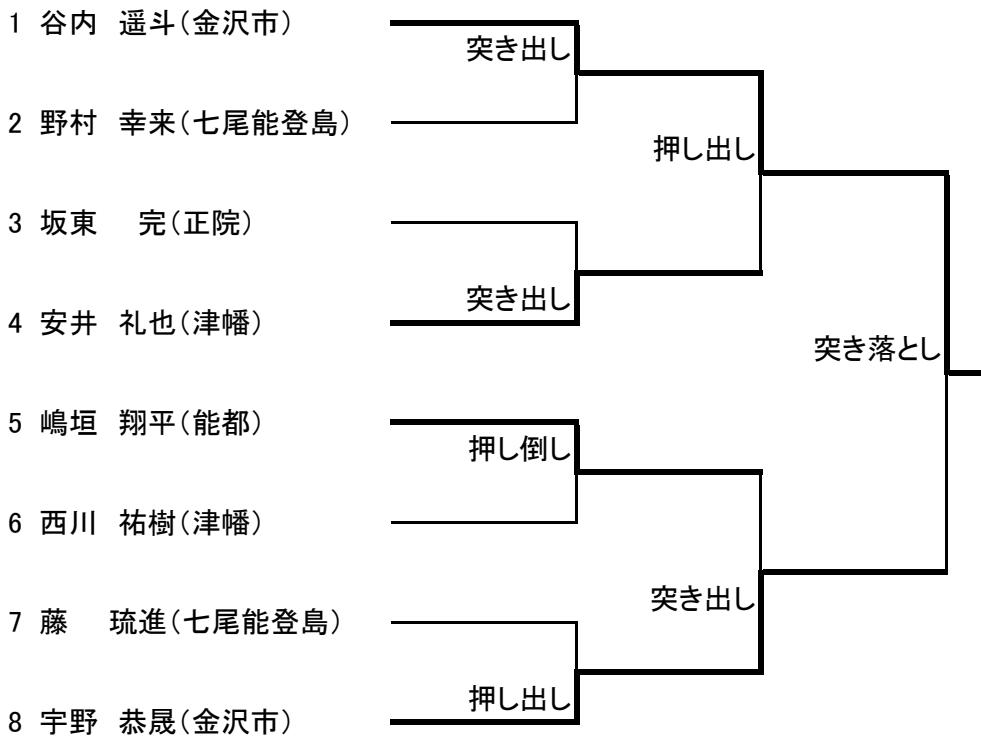 1 谷内 遥斗(金沢市)
突き出し
2 野村 幸来(七尾能登島)
押し出し
3 坂東 完(正院)
突き出し
4 安井 礼也(津幡)
突き落とし
5 嶋垣 翔平(能都)
押し倒し
6 西川 祐樹(津幡)
突き出し
7 藤 琉進(七尾能登島)
押し出し
8 宇野 恭晟(金沢市)